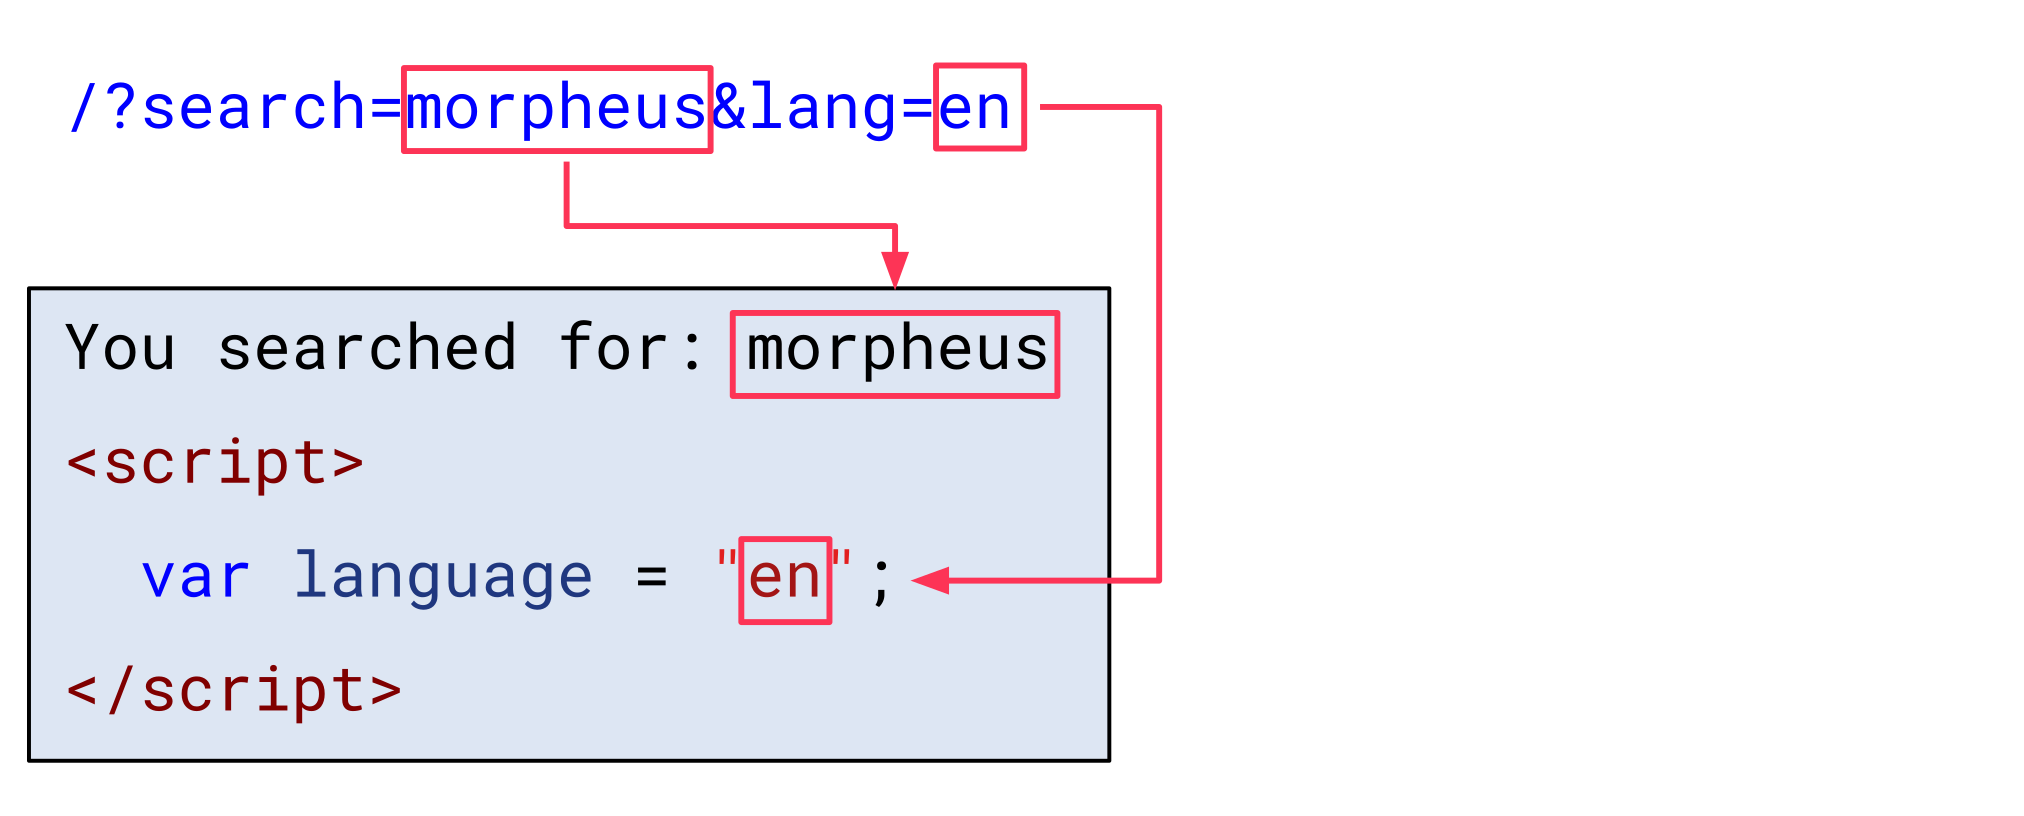 /?search=morpheus&lang=en
You searched for: morpheus
<script>
var language = "en";
</script>